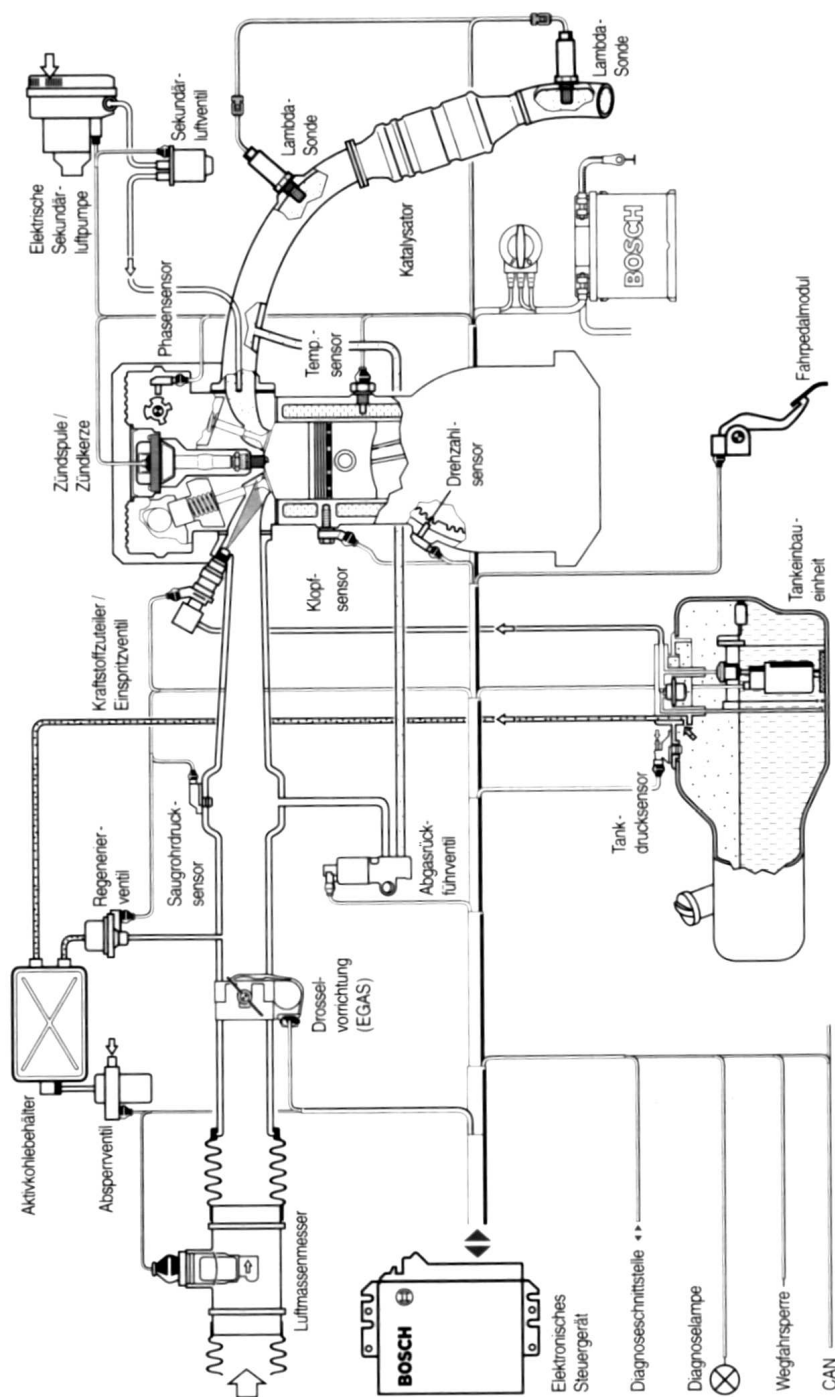 Aktivkohlebehälter
Absperrventil
Luftmassenmesser
Regenerier-
ventil
Saugrohrdruck-
sensor
Drossel-
vorrichtung
(EGAS)
Kraftstoffzuteiler /
Einspritzventil
Abgasrück-
führventil
Zündspule /
Zündkerze
Klopf-
sensor
Drehzahl-
sensor
Temp.-
sensor
Phasensensor
Elektrische
Sekundär-
luftpumpe
Sekundär-
luftventil
Lambda-
Sonde
Lambda-
Sonde
Katalysator
BOSCH
Fahrpedalmodul
Tankeinbau-
einheit
Tank-
drucksensor
BOSCH
Elektronisches
Steuergerät
Diagnoseschnittstelle
Diagnoselampe
Wegfahrsperre
CAN